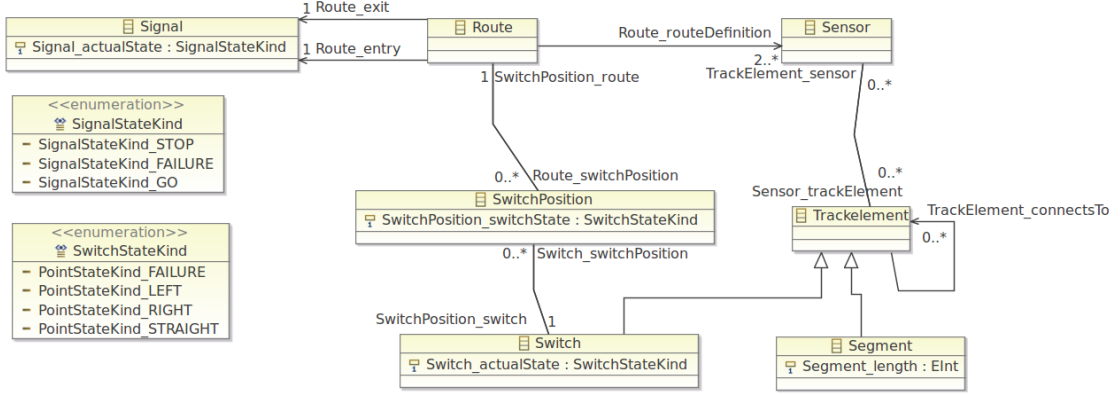 Signal
Signal_actualState : SignalStateKind
1 Route_exit
1 Route_entry
Route
Route_routeDefinition
2..*
Sensor
TrackElement_sensor
0..*
1 SwitchPosition_route
<<enumeration>>
SignalStateKind
SignalStateKind_STOP
SignalStateKind_FAILURE
SignalStateKind_GO
0..* Route_switchPosition
SwitchPosition
SwitchPosition_switchState : SwitchStateKind
0..*
Sensor_trackElement
Trackelement
TrackElement_connectsTo
0..*
<<enumeration>>
SwitchStateKind
PointStateKind_FAILURE
PointStateKind_LEFT
PointStateKind_RIGHT
PointStateKind_STRAIGHT
0..* Switch_switchPosition
SwitchPosition_switch 1
Switch
Switch_actualState : SwitchStateKind
Segment
Segment_length : EInt